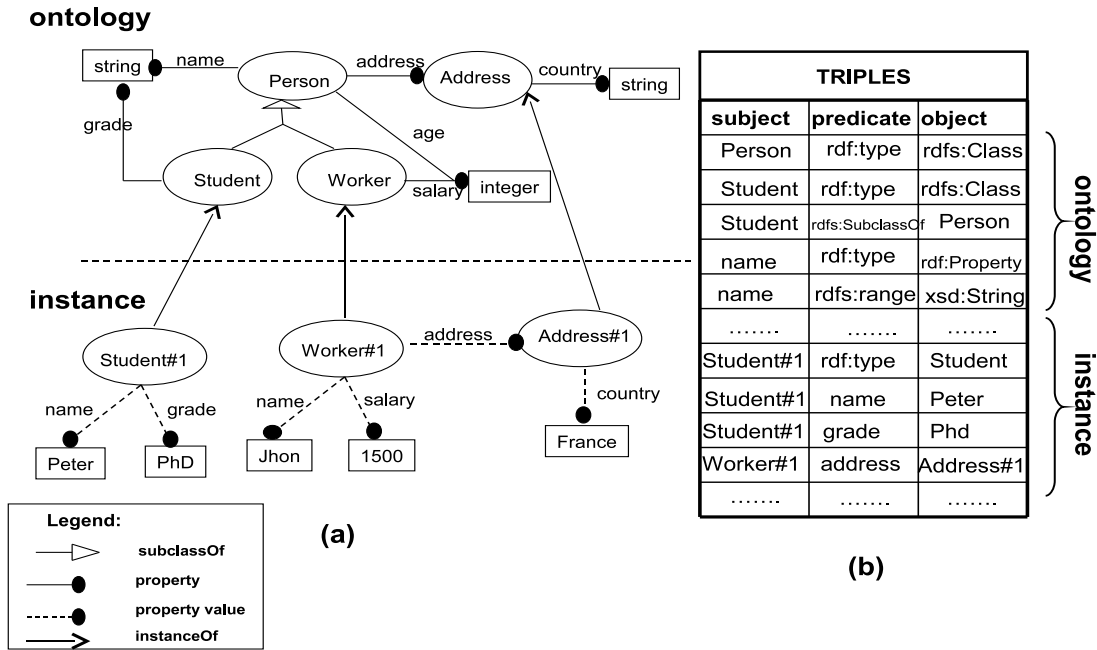 ontology
string
name
Person
address
Address
country
string
grade
age
Student
Worker
salary
integer
instance
Student#1
Worker#1
address
Address#1
name
grade
name
salary
country
Peter
PhD
Jhon
1500
France
Legend:
subclassOf
property
property value
instanceOf
(a)
TRIPLES
subject predicate object
Person rdf:type rdfs:Class
Student rdf:type rdfs:Class
Student rdfs:SubclassOf Person
name rdf:type rdf:Property
name rdfs:range xsd:String
....... ....... .......
Student#1 rdf:type Student
Student#1 name Peter
Student#1 grade Phd
Worker#1 address Address#1
....... ....... .......
ontology
instance
(b)